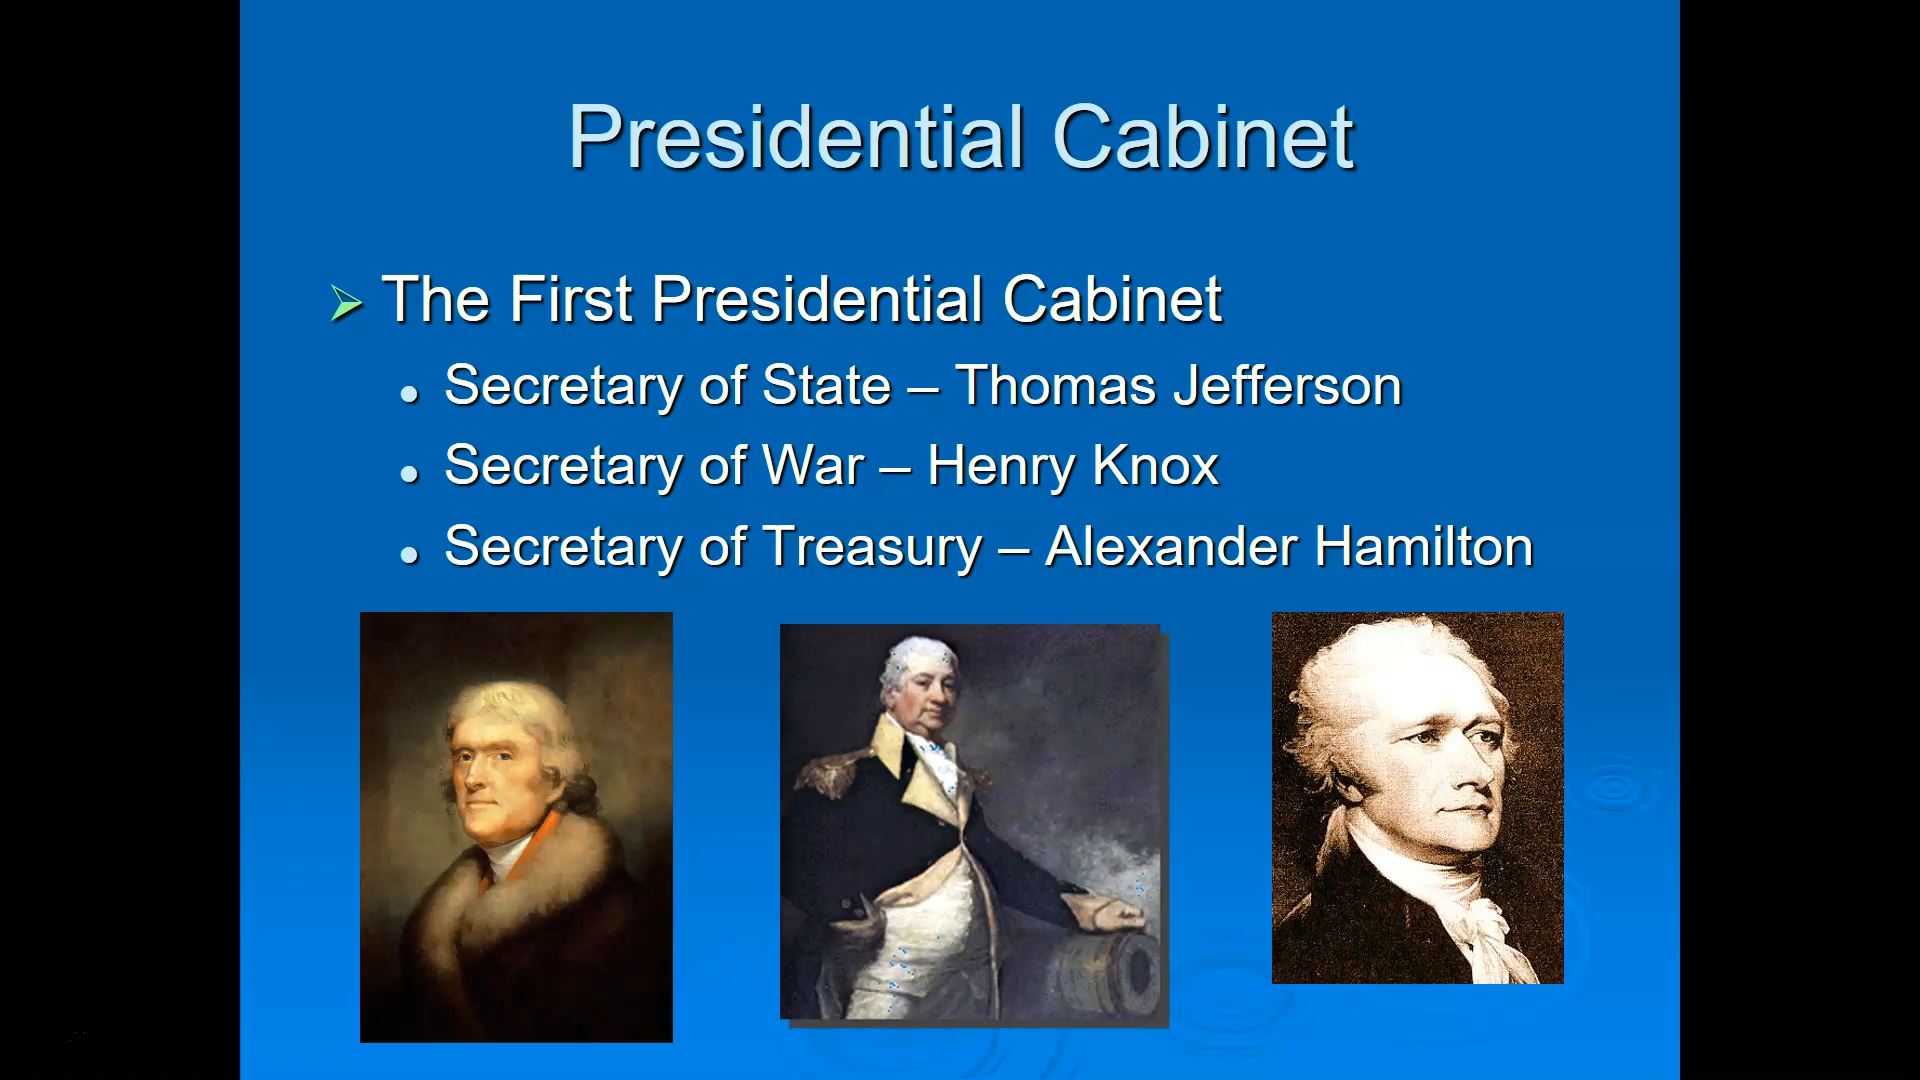 Presidential Cabinet
The First Presidential Cabinet
Secretary of State – Thomas Jefferson
Secretary of War – Henry Knox
Secretary of Treasury – Alexander Hamilton